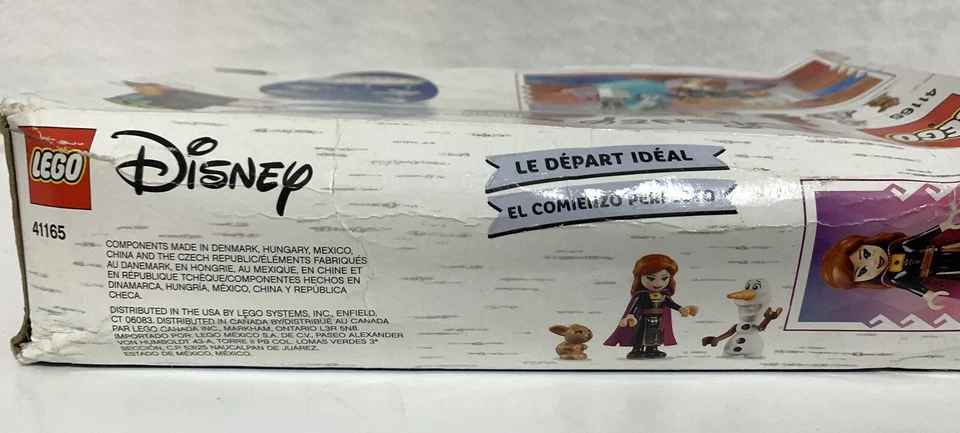 41165
LEGO
Disney
LE DÉPART IDÉAL
EL COMIENZO PERFECTO
41165
COMPONENTS MADE IN DENMARK, HUNGARY, MEXICO,
CHINA AND THE CZECH REPUBLIC/ÉLÉMENTS FABRIQUÉS
AU DANEMARK, EN HONGRIE, AU MEXIQUE, EN CHINE ET
EN RÉPUBLIQUE TCHÈQUE/COMPONENTES HECHOS EN
DINAMARCA, HUNGRÍA, MÉXICO, CHINA Y REPÚBLICA
CHECA.
DISTRIBUTED IN THE USA BY LEGO SYSTEMS, INC., ENFIELD,
CT 06083. DISTRIBUTED IN CANADA BY/DISTRIBUÉ AU CANADA
PAR LEGO CANADA INC., MARKHAM, ONTARIO L3R 5N8.
IMPORTADO POR: LEGO MÉXICO S.A. DE C.V., PASEO ALEXANDER
VON HUMBOLDT 43-A, TORRE II PB COL. LOMAS VERDES 3ª
SECCIÓN, C.P. 53125 NAUCALPAN DE JUÁREZ,
ESTADO DE MÉXICO, MÉXICO.